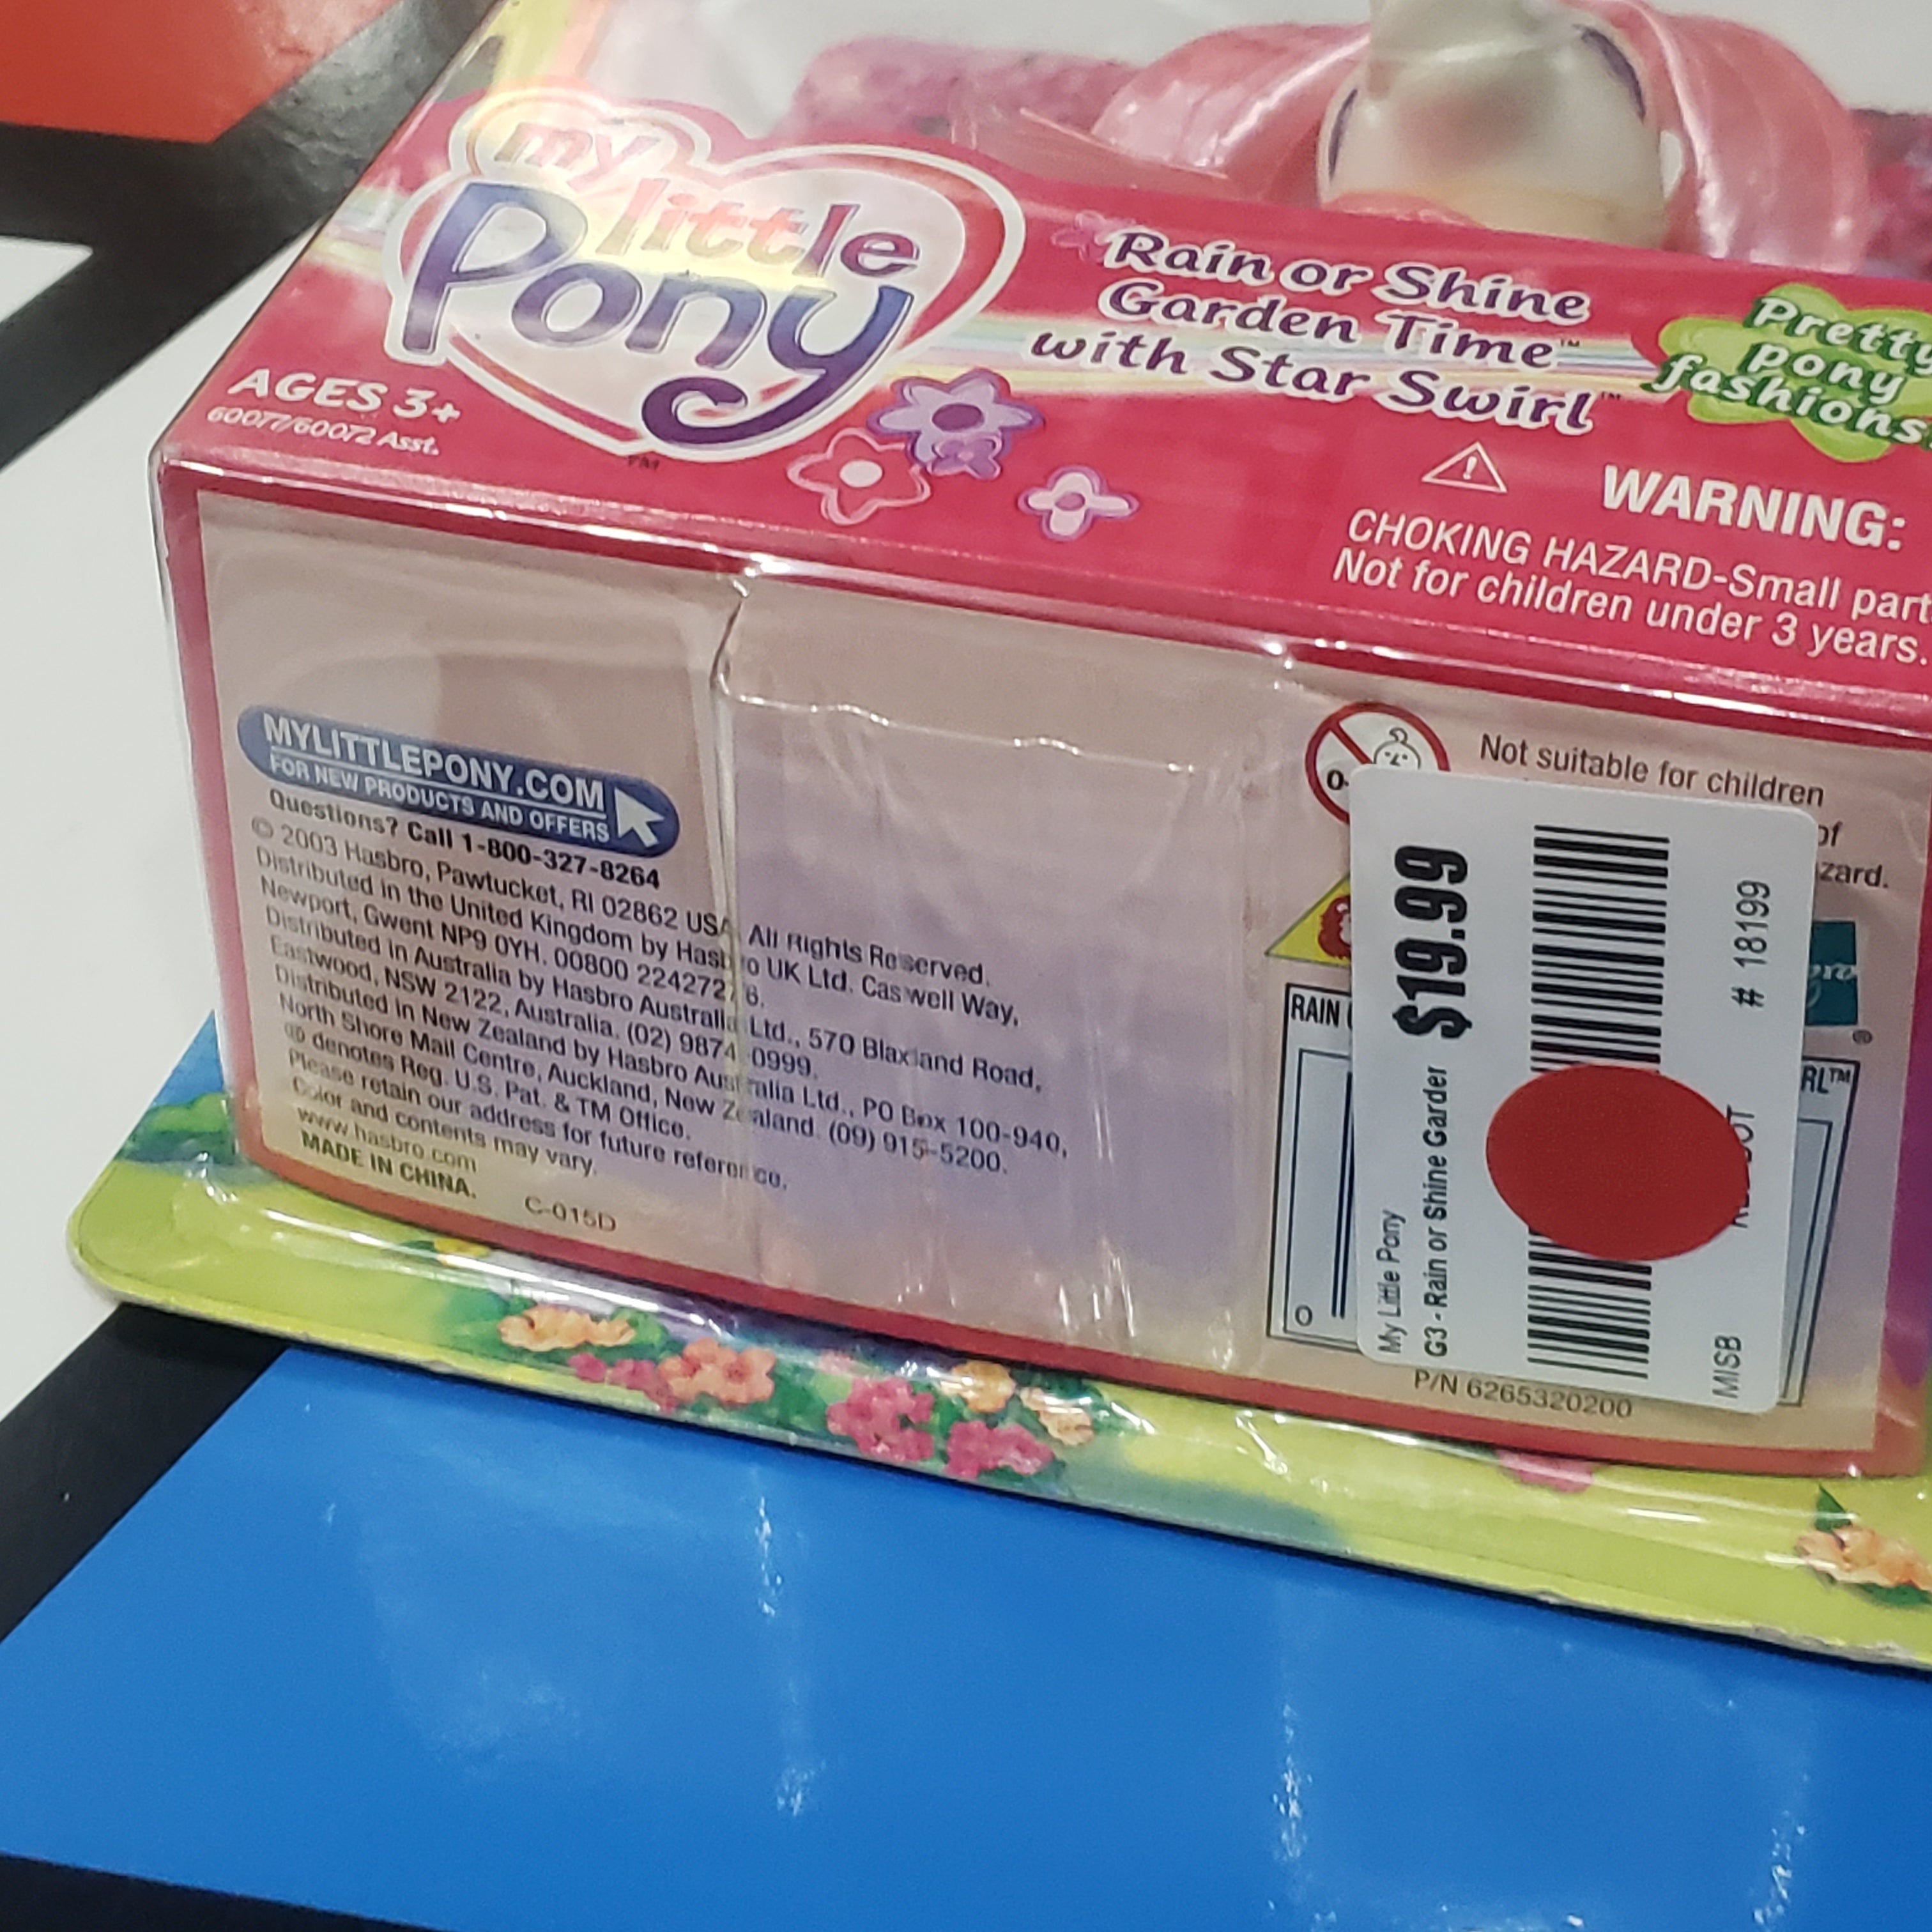 my
little
Pony
TM
Rain or Shine
Garden Time™
with Star Swirl™
Pretty
pony
fashions!
AGES 3+
60077/60072 Asst.
WARNING:
CHOKING HAZARD-Small part
Not for children under 3 years.
MYLITTLEPONY.COM
FOR NEW PRODUCTS AND OFFERS
Questions? Call 1-800-327-8264
© 2003 Hasbro, Pawtucket, RI 02862 USA All Rights Reserved.
Distributed in the United Kingdom by Hasbro UK Ltd. Caswell Way,
Newport, Gwent NP9 0YH. 00800 22427276.
Distributed in Australia by Hasbro Australia Ltd., 570 Blaxland Road,
Eastwood, NSW 2122, Australia. (02) 9874 0999.
Distributed in New Zealand by Hasbro Australia Ltd., PO Box 100-940,
North Shore Mail Centre, Auckland, New Zealand. (09) 915-5200.
® denotes Reg. U.S. Pat. & TM Office.
Please retain our address for future reference.
Color and contents may vary.
www.hasbro.com
MADE IN CHINA.
C-015D
Not suitable for children
of
zard.
RAIN
RL™
$19.99
My Little Pony
G3 - Rain or Shine Garder
# 18199
MISB
P/N 6265320200